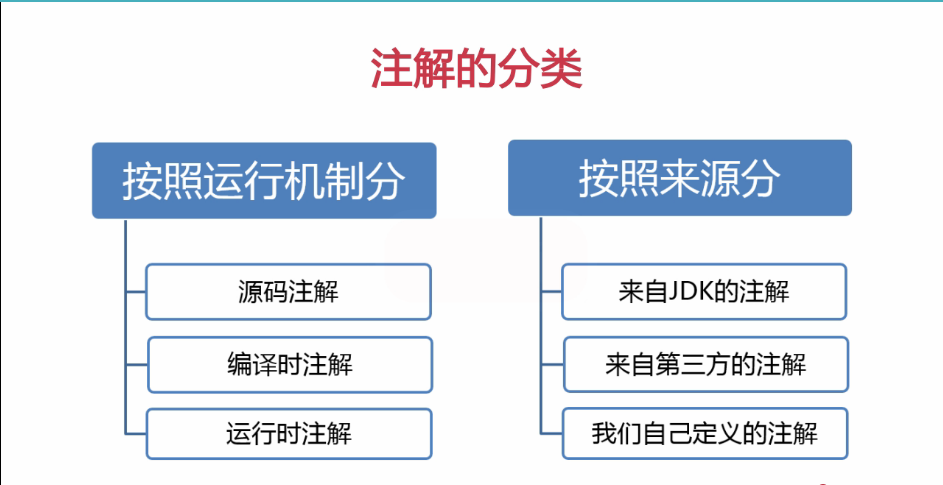 注解的分类
按照运行机制分
源码注解
编译时注解
运行时注解
按照来源分
来自JDK的注解
来自第三方的注解
我们自己定义的注解